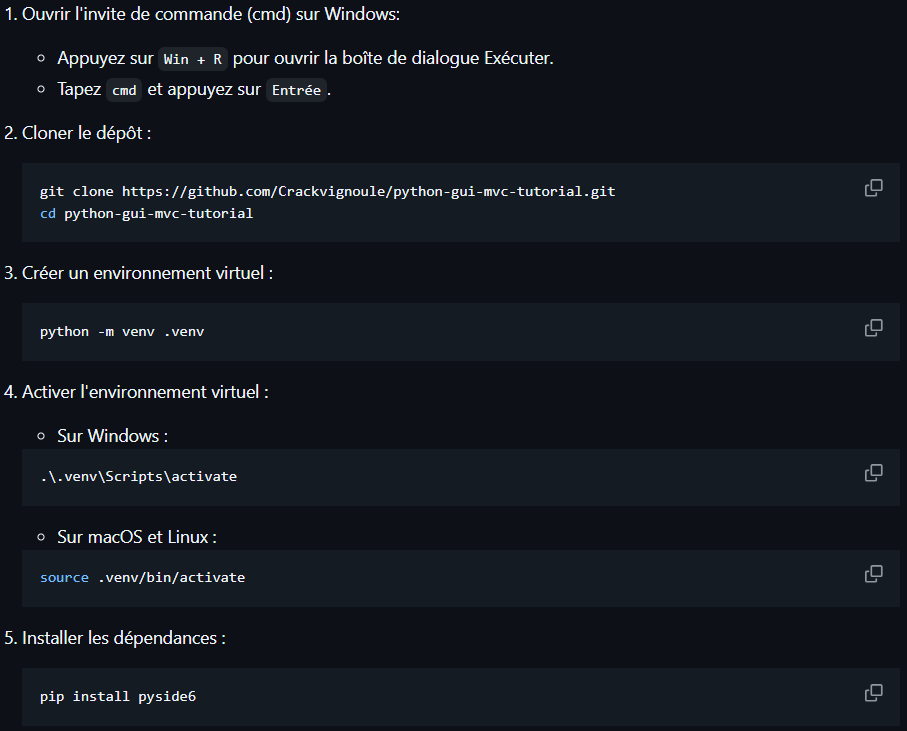 1. Ouvrir l'invite de commande (cmd) sur Windows:
Appuyez sur Win + R pour ouvrir la boîte de dialogue Exécuter.
Tapez cmd et appuyez sur Entrée.
2. Cloner le dépôt :
git clone https://github.com/Crackvignoule/python-gui-mvc-tutorial.git
cd python-gui-mvc-tutorial
3. Créer un environnement virtuel :
python -m venv .venv
4. Activer l'environnement virtuel :
Sur Windows :
.\.venv\Scripts\activate
Sur macOS et Linux :
source .venv/bin/activate
5. Installer les dépendances :
pip install pyside6